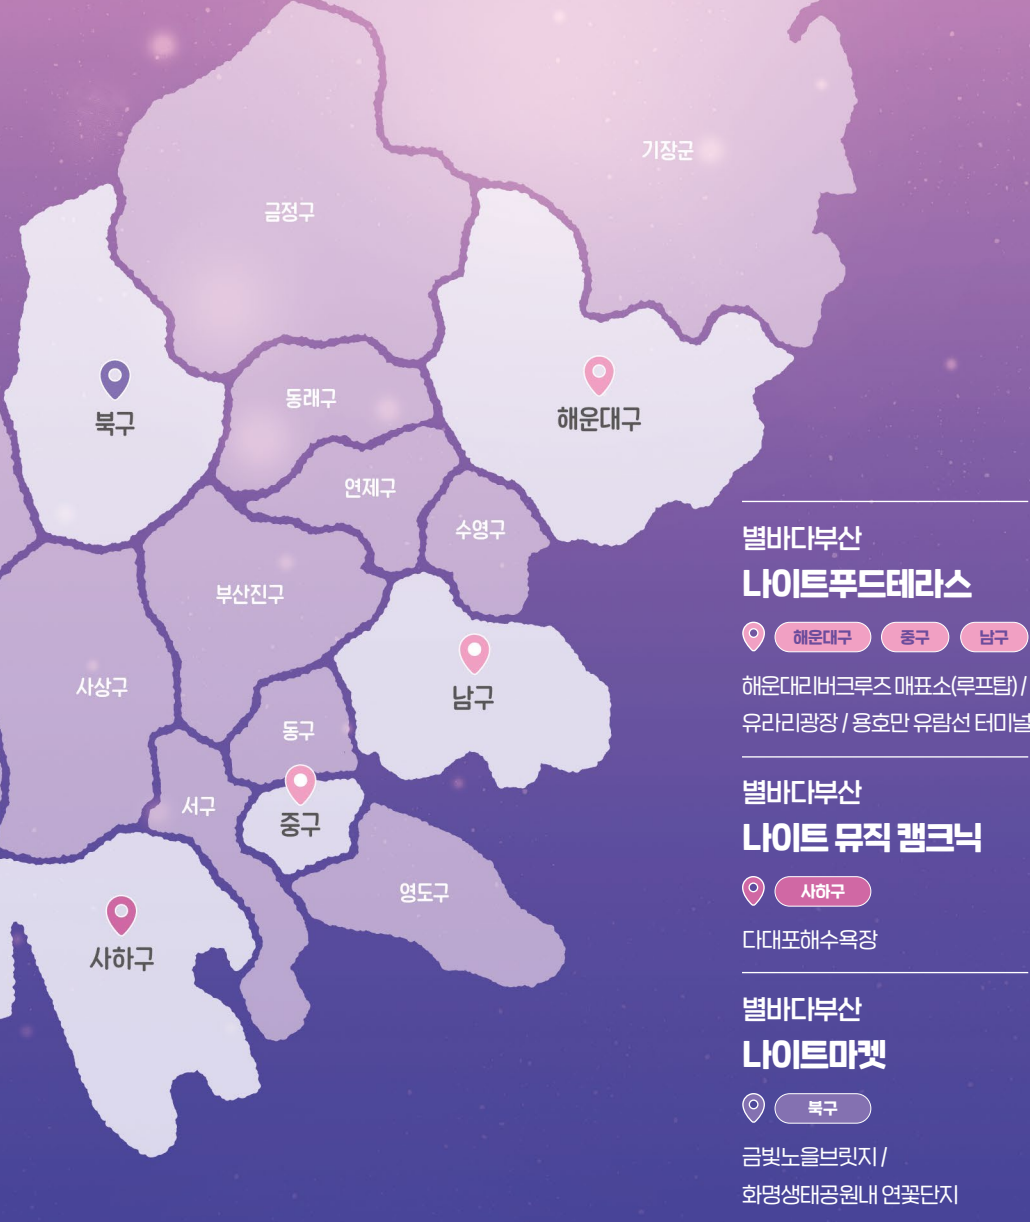 기장군
금정구
북구
동래구
해운대구
연제구
수영구
부산진구
사상구
남구
동구
서구
중구
영도구
사하구
별바다부산
나이트푸드테라스
해운대구 중구 남구
해운대리버크루즈 매표소(루프탑) /
유라리광장 / 용호만 유람선 터미널
별바다부산
나이트 뮤직 캠크닉
사하구
다대포해수욕장
별바다부산
나이트마켓
북구
금빛노을브릿지 /
화명생태공원내 연꽃단지